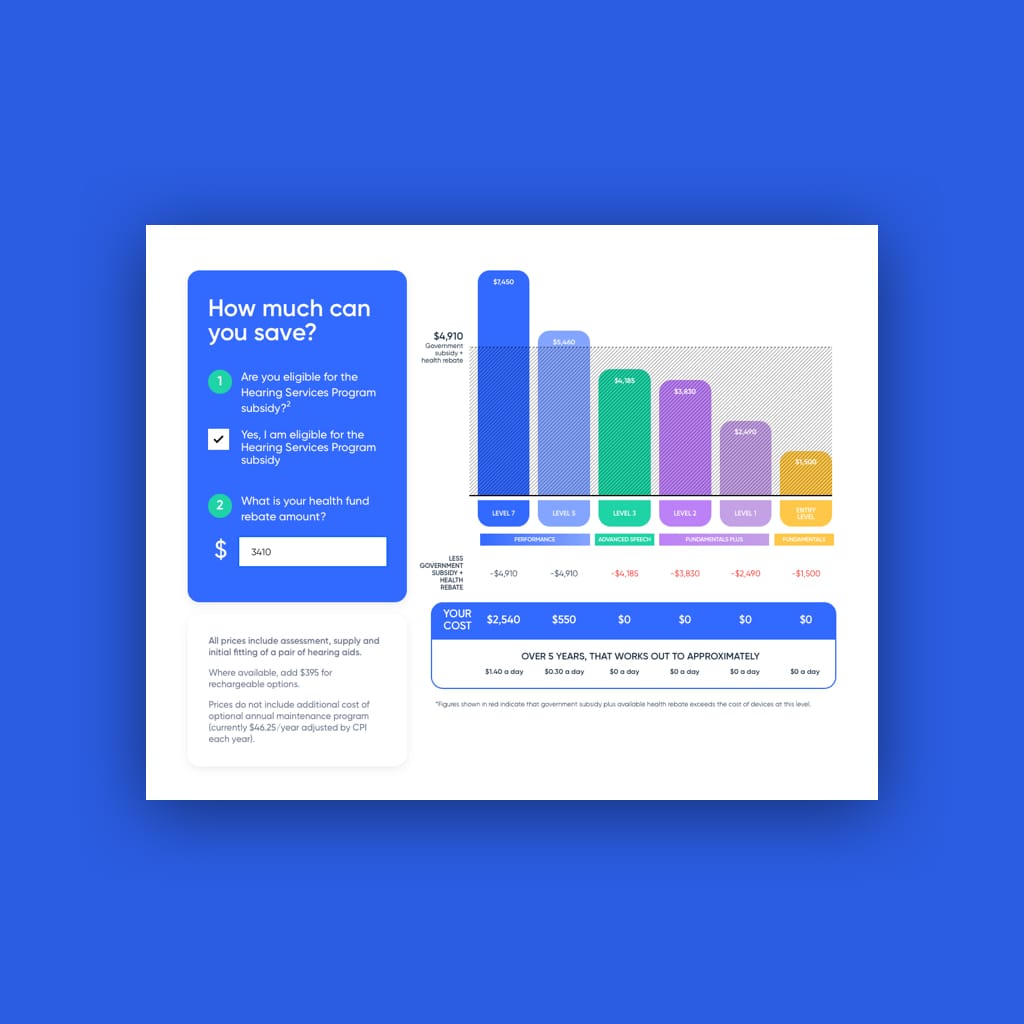 How much can
you save?
1
Are you eligible for the
Hearing Services Program
subsidy?2
Yes, I am eligible for the
Hearing Services Program
subsidy
2
What is your health fund
rebate amount?
$
3410
All prices include assessment, supply and
initial fitting of a pair of hearing aids.
Where available, add $395 for
rechargeable options.
Prices do not include additional cost of
optional annual maintenance program
(currently $46.25/year adjusted by CPI
each year).
$4,910
Government
subsidy +
health rebate
$7,450
$5,460
$4,185
$3,830
$2,490
$1,500
LEVEL 7
LEVEL 5
LEVEL 3
LEVEL 2
LEVEL 1
ENTRY
LEVEL
PERFORMANCE
ADVANCED SPEECH
FUNDAMENTALS PLUS
FUNDAMENTALS
LESS
GOVERNMENT
SUBSIDY +
HEALTH
REBATE
-$4,910 -$4,910 -$4,185 -$3,830 -$2,490 -$1,500
YOUR
COST
$2,540 $550 $0 $0 $0 $0
OVER 5 YEARS, THAT WORKS OUT TO APPROXIMATELY
$1.40 a day $0.30 a day $0 a day $0 a day $0 a day $0 a day
*Figures shown in red indicate that government subsidy plus available health rebate exceeds the cost of devices at this level.